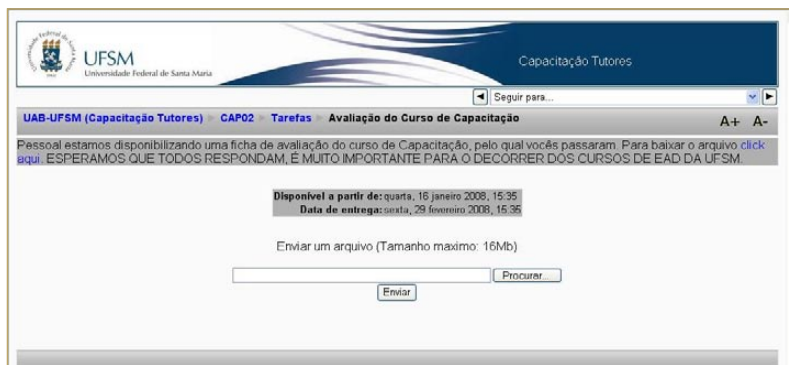 UFSM
Universidade Federal de Santa Maria
Capacitação Tutores
Seguir para...
UAB-UFSM (Capacitação Tutores) ► CAP02 ► Tarefas ► Avaliação do Curso de Capacitação
A+ A-
Pessoal estamos disponibilizando uma ficha de avaliação do curso de Capacitação, pelo qual vocês passaram. Para baixar o arquivo click
aqui. ESPERAMOS QUE TODOS RESPONDAM, É MUITO IMPORTANTE PARA O DECORRER DOS CURSOS DE EAD DA UFSM.
Disponível a partir de: quarta, 16 janeiro 2008, 15:35
Data de entrega: sexta, 29 fevereiro 2008, 15:35
Enviar um arquivo (Tamanho maximo: 16Mb)
Procurar...
Enviar